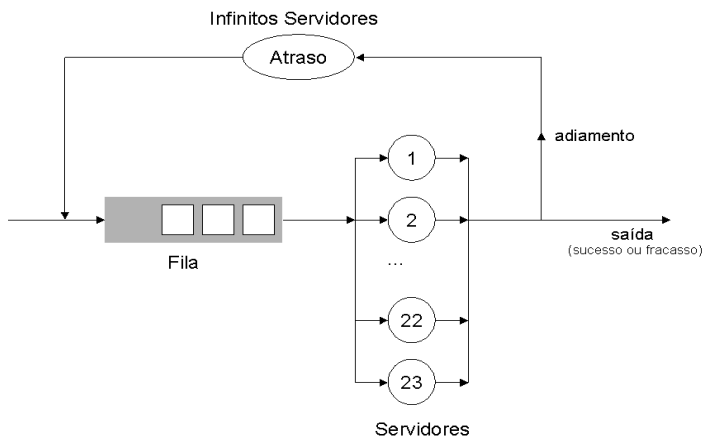 Infinitos Servidores
Atraso
adiamento
1
2
...
22
23
Fila
saída
(sucesso ou fracasso)
Servidores